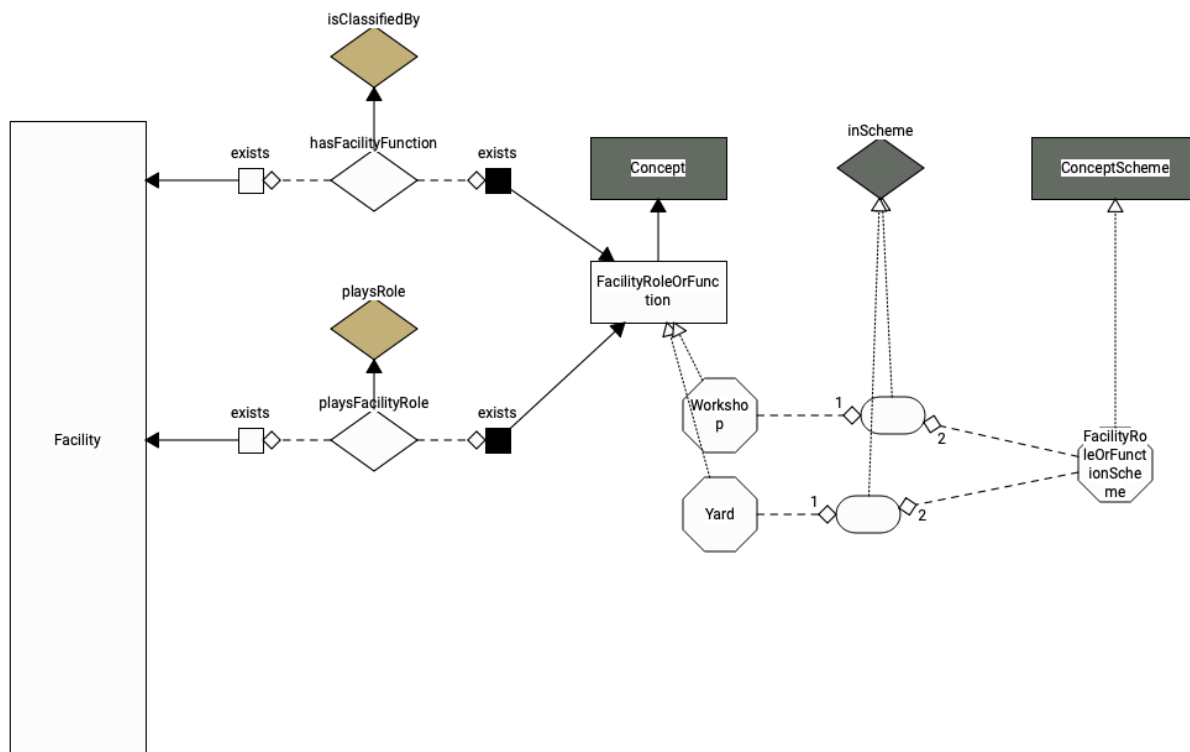 isClassifiedBy
hasFacilityFunction
exists
exists
inScheme
Concept
ConceptScheme
FacilityRoleOrFunc
tion
playsRole
playsFacilityRole
exists
exists
Facility
Worksho
p
1
2
FacilityRo
leOrFunct
ionSche
me
Yard
1
2